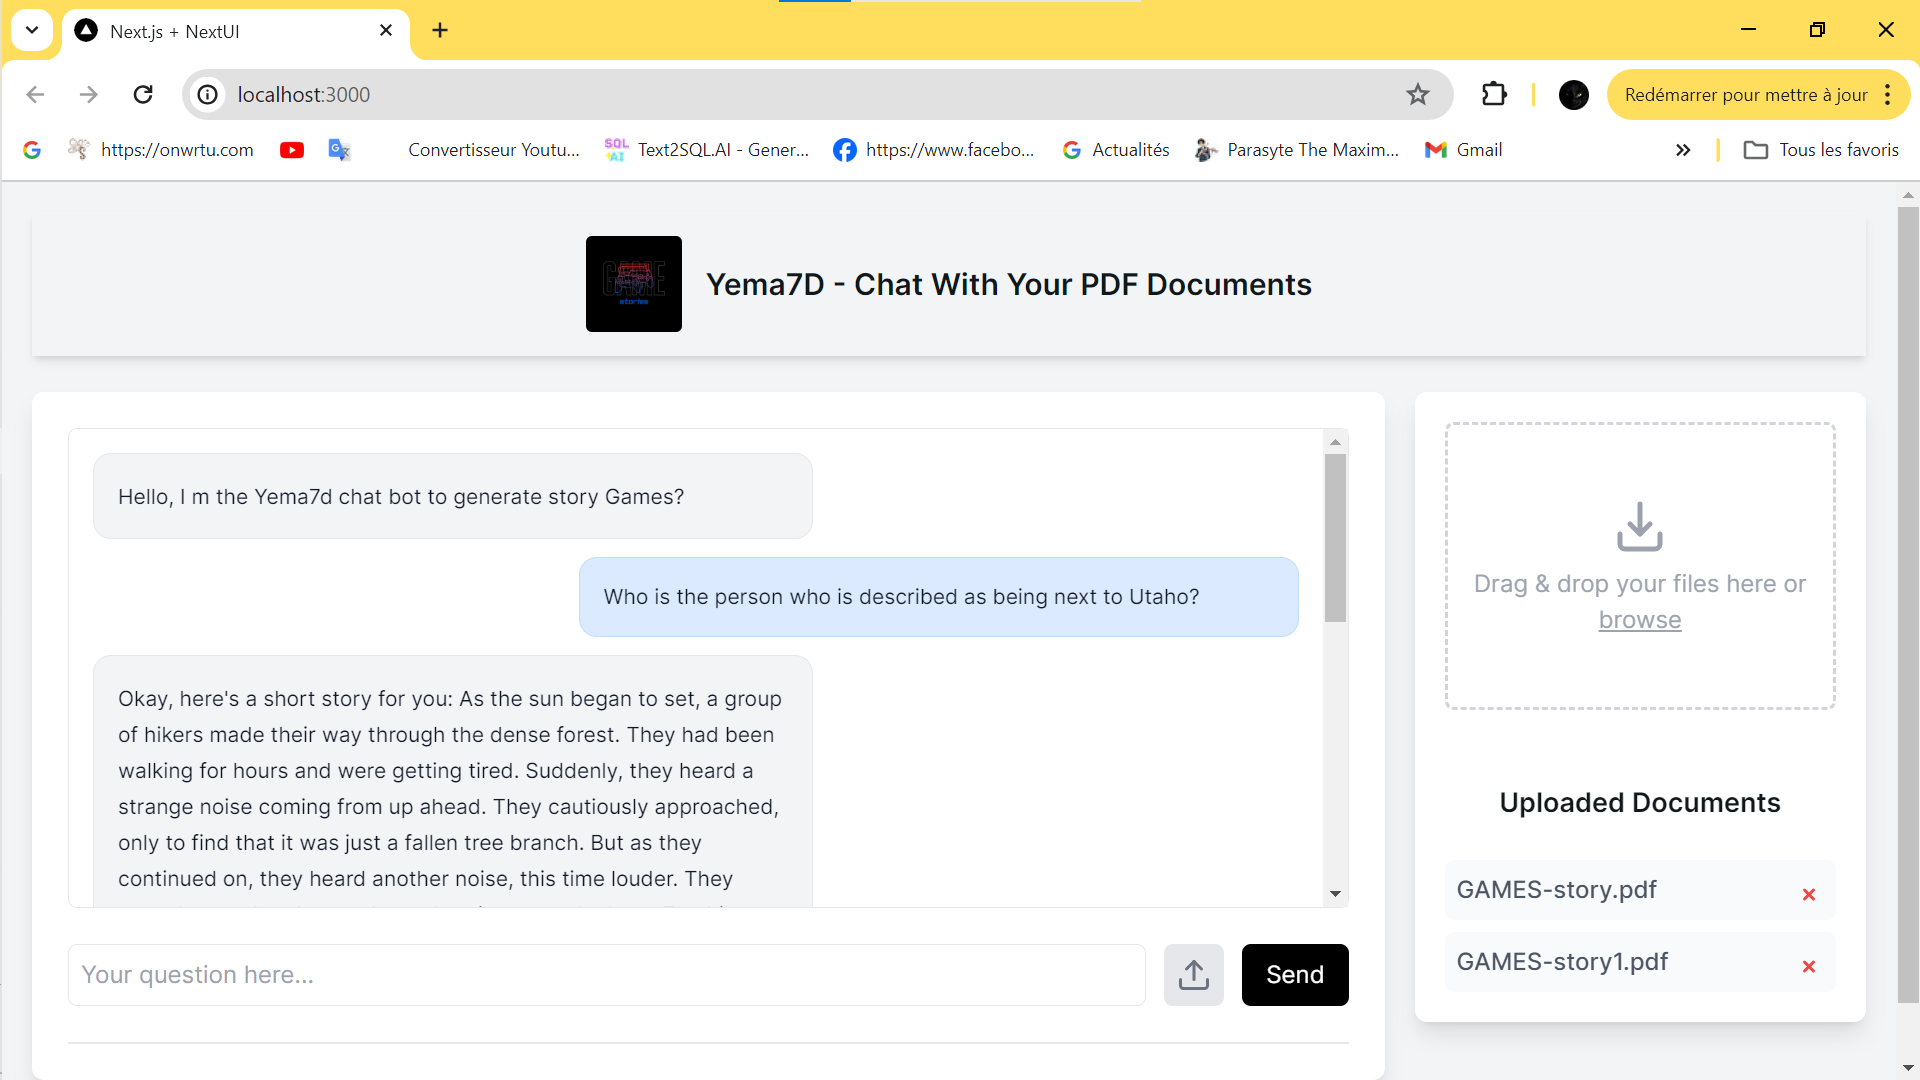 Next.js + NextUI
localhost:3000
Redémarrer pour mettre à jour
https://onwrtu.com
Convertisseur Youtu...
SQL AI
Text2SQL.AI - Gener...
https://www.facebo...
Actualités
Parasyte The Maxim...
Gmail
Tous les favoris
GAME
stories
Yema7D - Chat With Your PDF Documents
Hello, I m the Yema7d chat bot to generate story Games?
Who is the person who is described as being next to Utaho?
Okay, here's a short story for you: As the sun began to set, a group
of hikers made their way through the dense forest. They had been
walking for hours and were getting tired. Suddenly, they heard a
strange noise coming from up ahead. They cautiously approached,
only to find that it was just a fallen tree branch. But as they
continued on, they heard another noise, this time louder. They
Your question here...
Send
Drag & drop your files here or
browse
Uploaded Documents
GAMES-story.pdf
GAMES-story1.pdf